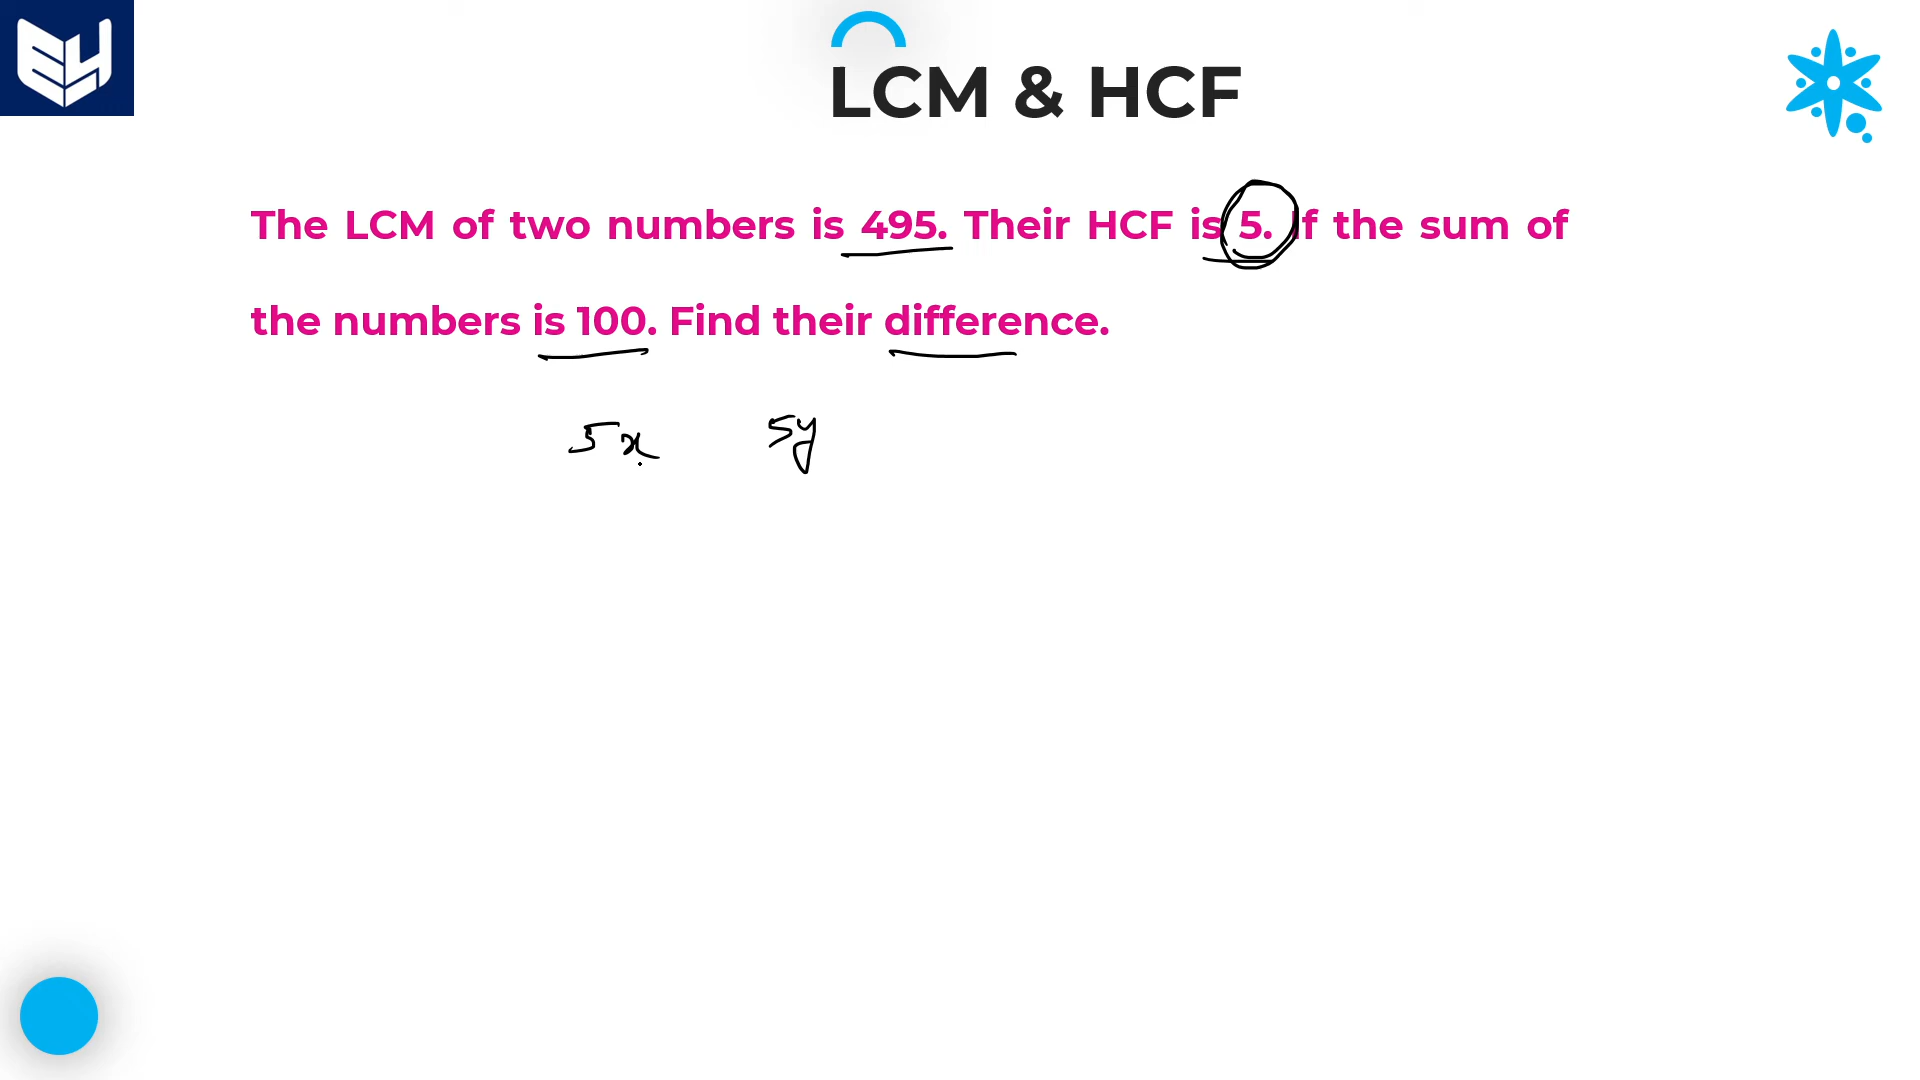 LCM & HCF
The LCM of two numbers is 495. Their HCF is 5. If the sum of
the numbers is 100. Find their difference.
5x 5y